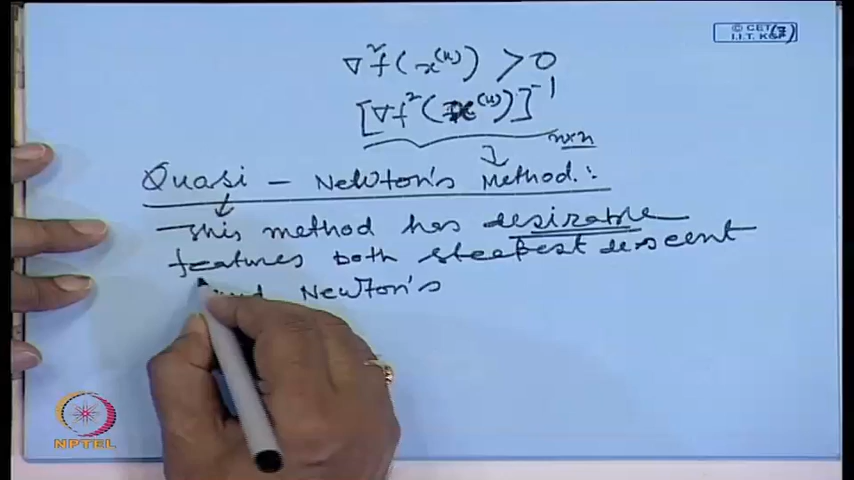 © CET
I.I.T. KGP
∇²f(x⁽ᵏ⁾) > 0
[∇f²(x⁽ᵏ⁾)]⁻¹
n×n
Quasi - Newton's Method:
This method has desirable
features both steepest descent
and Newton's
NPTEL